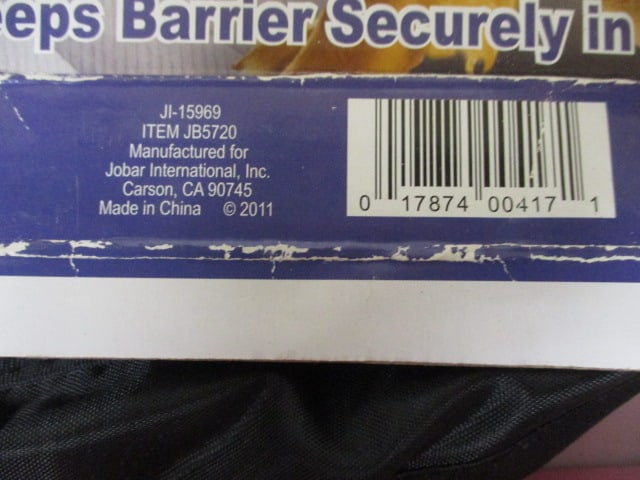 eeps Barrier Securely in
JI-15969
ITEM JB5720
Manufactured for
Jobar International, Inc.
Carson, CA 90745
Made in China © 2011
0 17874 00417 1